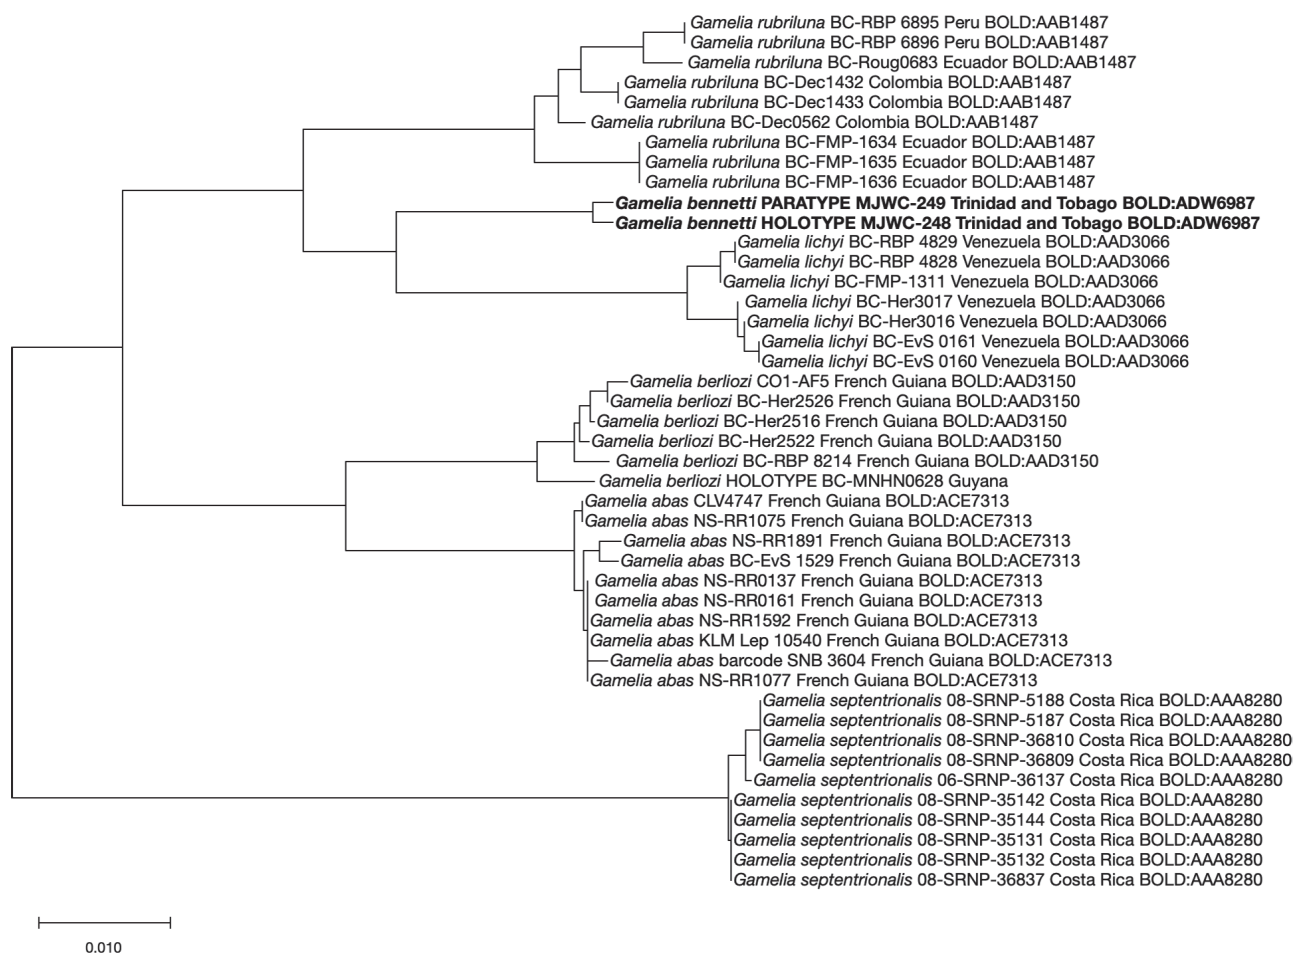 Gamelia rubriluna BC-RBP 6895 Peru BOLD:AAB1487
Gamelia rubriluna BC-RBP 6896 Peru BOLD:AAB1487
Gamelia rubriluna BC-Roug0683 Ecuador BOLD:AAB1487
Gamelia rubriluna BC-Dec1432 Colombia BOLD:AAB1487
Gamelia rubriluna BC-Dec1433 Colombia BOLD:AAB1487
Gamelia rubriluna BC-Dec0562 Colombia BOLD:AAB1487
Gamelia rubriluna BC-FMP-1634 Ecuador BOLD:AAB1487
Gamelia rubriluna BC-FMP-1635 Ecuador BOLD:AAB1487
Gamelia rubriluna BC-FMP-1636 Ecuador BOLD:AAB1487
Gamelia bennetti PARATYPE MJWC-249 Trinidad and Tobago BOLD:ADW6987
Gamelia bennetti HOLOTYPE MJWC-248 Trinidad and Tobago BOLD:ADW6987
Gamelia lichyi BC-RBP 4829 Venezuela BOLD:AAD3066
Gamelia lichyi BC-RBP 4828 Venezuela BOLD:AAD3066
Gamelia lichyi BC-FMP-1311 Venezuela BOLD:AAD3066
Gamelia lichyi BC-Her3017 Venezuela BOLD:AAD3066
Gamelia lichyi BC-Her3016 Venezuela BOLD:AAD3066
Gamelia lichyi BC-EvS 0161 Venezuela BOLD:AAD3066
Gamelia lichyi BC-EvS 0160 Venezuela BOLD:AAD3066
Gamelia berliozi CO1-AF5 French Guiana BOLD:AAD3150
Gamelia berliozi BC-Her2526 French Guiana BOLD:AAD3150
Gamelia berliozi BC-Her2516 French Guiana BOLD:AAD3150
Gamelia berliozi BC-Her2522 French Guiana BOLD:AAD3150
Gamelia berliozi BC-RBP 8214 French Guiana BOLD:AAD3150
Gamelia berliozi HOLOTYPE BC-MNHN0628 Guyana
Gamelia abas CLV4747 French Guiana BOLD:ACE7313
Gamelia abas NS-RR1075 French Guiana BOLD:ACE7313
Gamelia abas NS-RR1891 French Guiana BOLD:ACE7313
Gamelia abas BC-EvS 1529 French Guiana BOLD:ACE7313
Gamelia abas NS-RR0137 French Guiana BOLD:ACE7313
Gamelia abas NS-RR0161 French Guiana BOLD:ACE7313
Gamelia abas NS-RR1592 French Guiana BOLD:ACE7313
Gamelia abas KLM Lep 10540 French Guiana BOLD:ACE7313
Gamelia abas barcode SNB 3604 French Guiana BOLD:ACE7313
Gamelia abas NS-RR1077 French Guiana BOLD:ACE7313
Gamelia septentrionalis 08-SRNP-5188 Costa Rica BOLD:AAA8280
Gamelia septentrionalis 08-SRNP-5187 Costa Rica BOLD:AAA8280
Gamelia septentrionalis 08-SRNP-36810 Costa Rica BOLD:AAA8280
Gamelia septentrionalis 08-SRNP-36809 Costa Rica BOLD:AAA8280
Gamelia septentrionalis 06-SRNP-36137 Costa Rica BOLD:AAA8280
Gamelia septentrionalis 08-SRNP-35142 Costa Rica BOLD:AAA8280
Gamelia septentrionalis 08-SRNP-35144 Costa Rica BOLD:AAA8280
Gamelia septentrionalis 08-SRNP-35131 Costa Rica BOLD:AAA8280
Gamelia septentrionalis 08-SRNP-35132 Costa Rica BOLD:AAA8280
Gamelia septentrionalis 08-SRNP-36837 Costa Rica BOLD:AAA8280
0.010